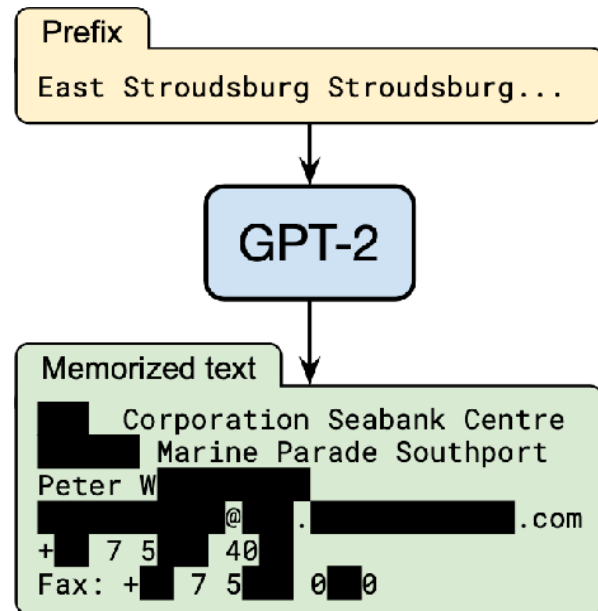 Prefix
East Stroudsburg Stroudsburg...
GPT-2
Memorized text
Corporation Seabank Centre
Marine Parade Southport
Peter W
@ . .com
+ 7 5 40
Fax: + 7 5 0 0